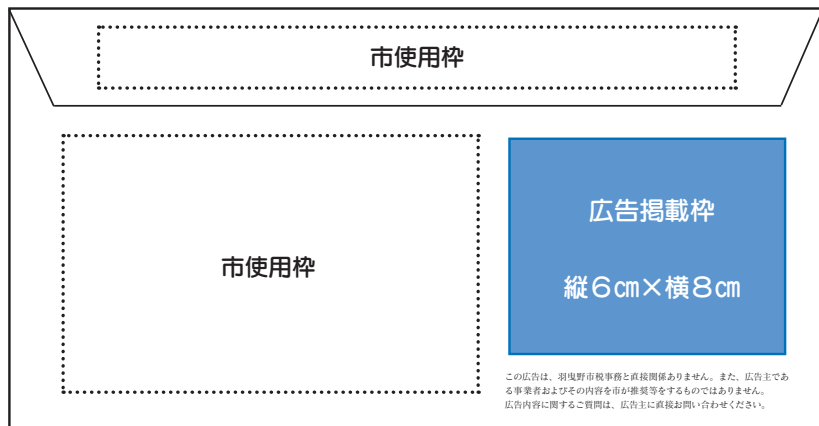 市使用枠
市使用枠
広告掲載枠
縦6㎝×横8㎝
この広告は、羽曳野市税事務と直接関係ありません。また、広告主であ
る事業者およびその内容を市が推奨等をするものではありません。
広告内容に関するご質問は、広告主に直接お問い合わせください。